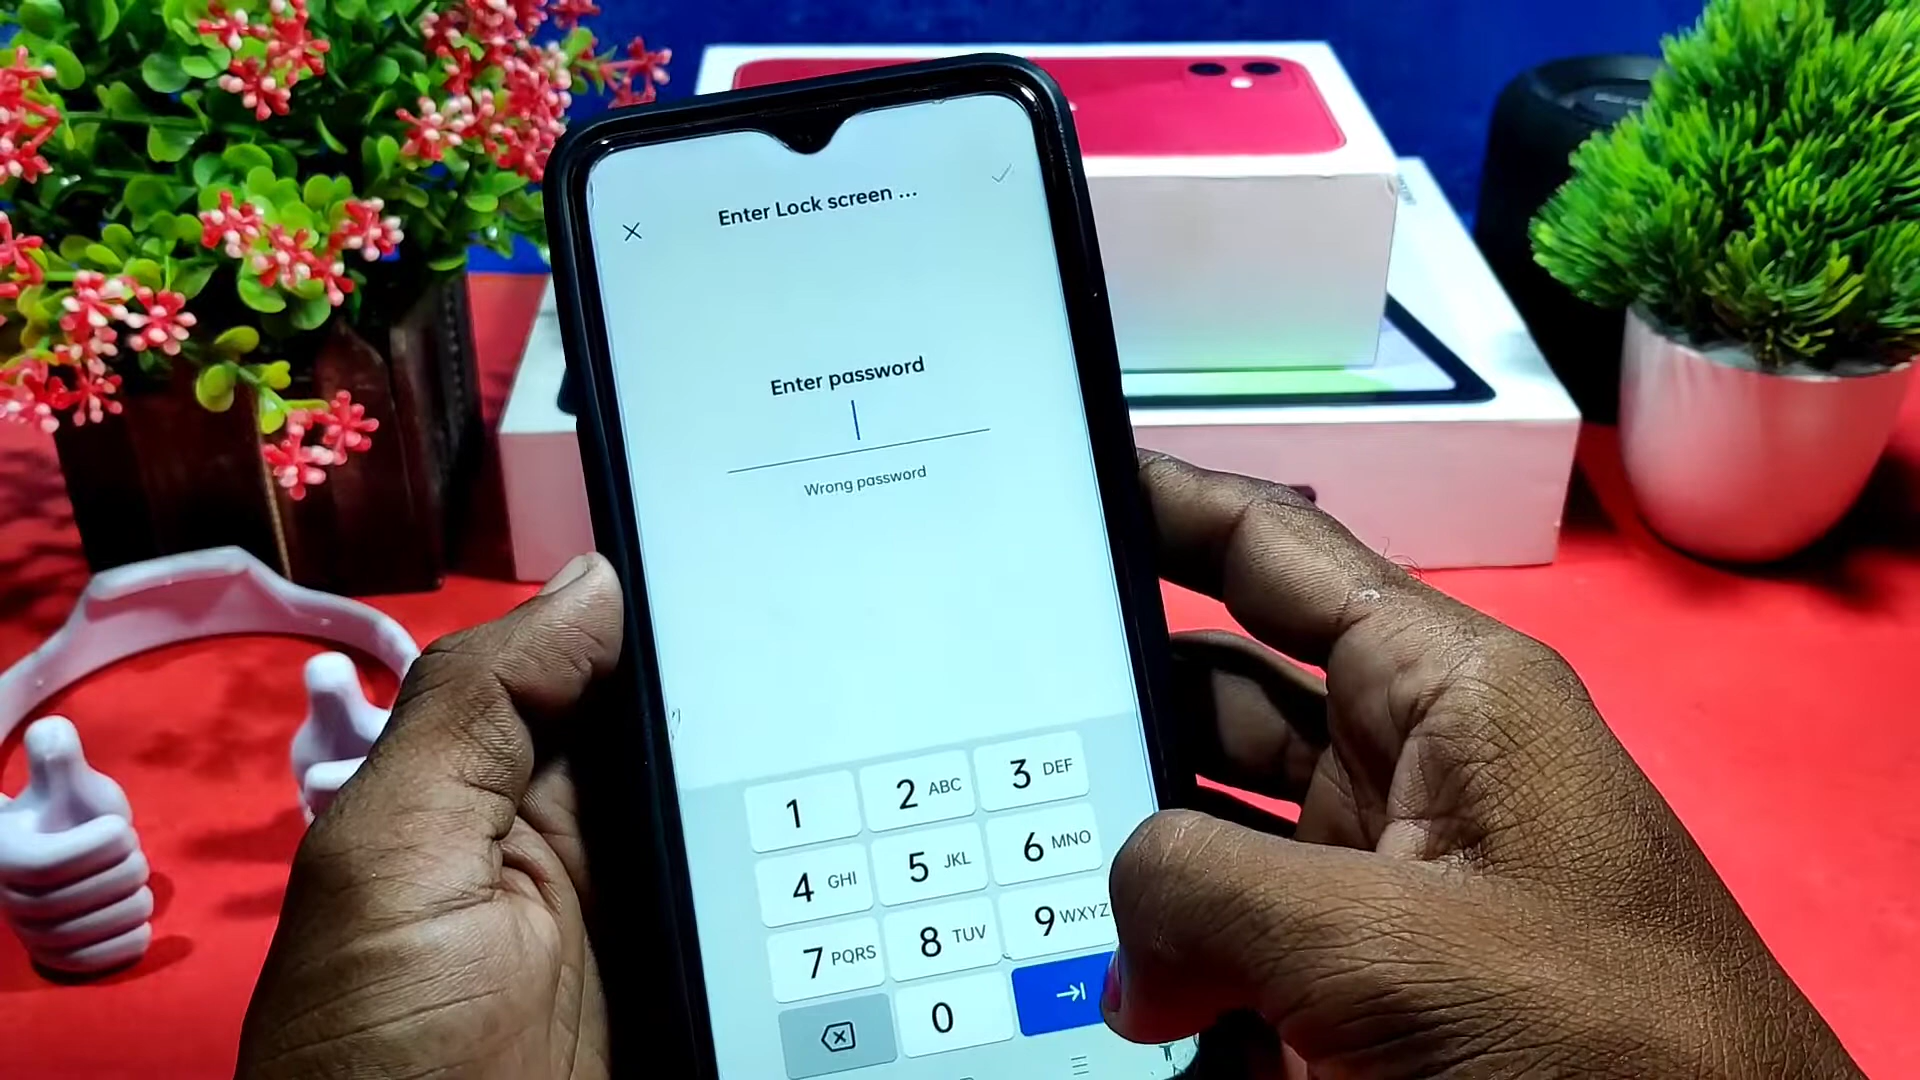 Enter Lock screen ...
Enter password
Wrong password
1
2 ABC
3 DEF
4 GHI
5 JKL
6 MNO
7 PQRS
8 TUV
9 WXYZ
0